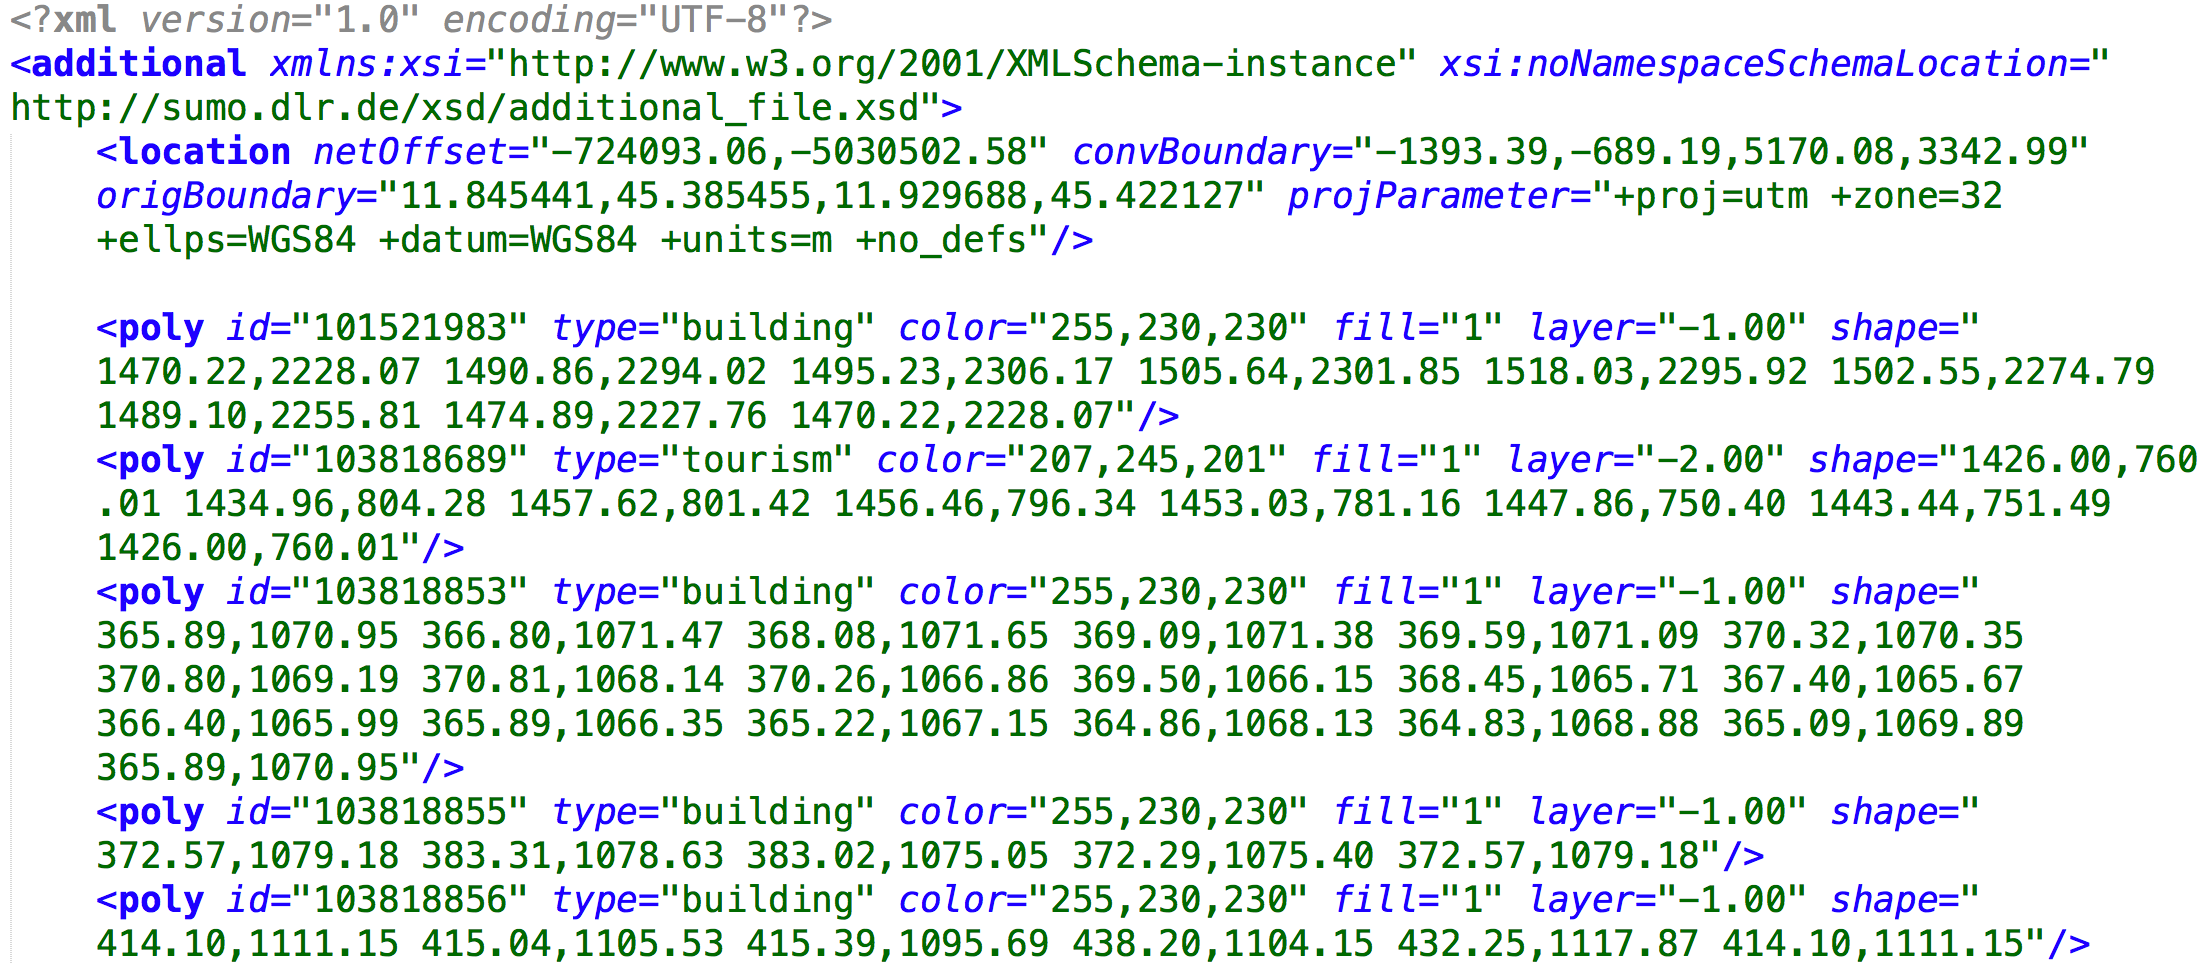 <?xml version="1.0" encoding="UTF-8"?>
<additional xmlns:xsi="http://www.w3.org/2001/XMLSchema-instance" xsi:noNamespaceSchemaLocation="
http://sumo.dlr.de/xsd/additional_file.xsd">
<location netOffset="-724093.06,-5030502.58" convBoundary="-1393.39,-689.19,5170.08,3342.99"
origBoundary="11.845441,45.385455,11.929688,45.422127" projParameter="+proj=utm +zone=32
+ellps=WGS84 +datum=WGS84 +units=m +no_defs"/>
<poly id="101521983" type="building" color="255,230,230" fill="1" layer="-1.00" shape="
1470.22,2228.07 1490.86,2294.02 1495.23,2306.17 1505.64,2301.85 1518.03,2295.92 1502.55,2274.79
1489.10,2255.81 1474.89,2227.76 1470.22,2228.07"/>
<poly id="103818689" type="tourism" color="207,245,201" fill="1" layer="-2.00" shape="1426.00,760
.01 1434.96,804.28 1457.62,801.42 1456.46,796.34 1453.03,781.16 1447.86,750.40 1443.44,751.49
1426.00,760.01"/>
<poly id="103818853" type="building" color="255,230,230" fill="1" layer="-1.00" shape="
365.89,1070.95 366.80,1071.47 368.08,1071.65 369.09,1071.38 369.59,1071.09 370.32,1070.35
370.80,1069.19 370.81,1068.14 370.26,1066.86 369.50,1066.15 368.45,1065.71 367.40,1065.67
366.40,1065.99 365.89,1066.35 365.22,1067.15 364.86,1068.13 364.83,1068.88 365.09,1069.89
365.89,1070.95"/>
<poly id="103818855" type="building" color="255,230,230" fill="1" layer="-1.00" shape="
372.57,1079.18 383.31,1078.63 383.02,1075.05 372.29,1075.40 372.57,1079.18"/>
<poly id="103818856" type="building" color="255,230,230" fill="1" layer="-1.00" shape="
414.10,1111.15 415.04,1105.53 415.39,1095.69 438.20,1104.15 432.25,1117.87 414.10,1111.15"/>